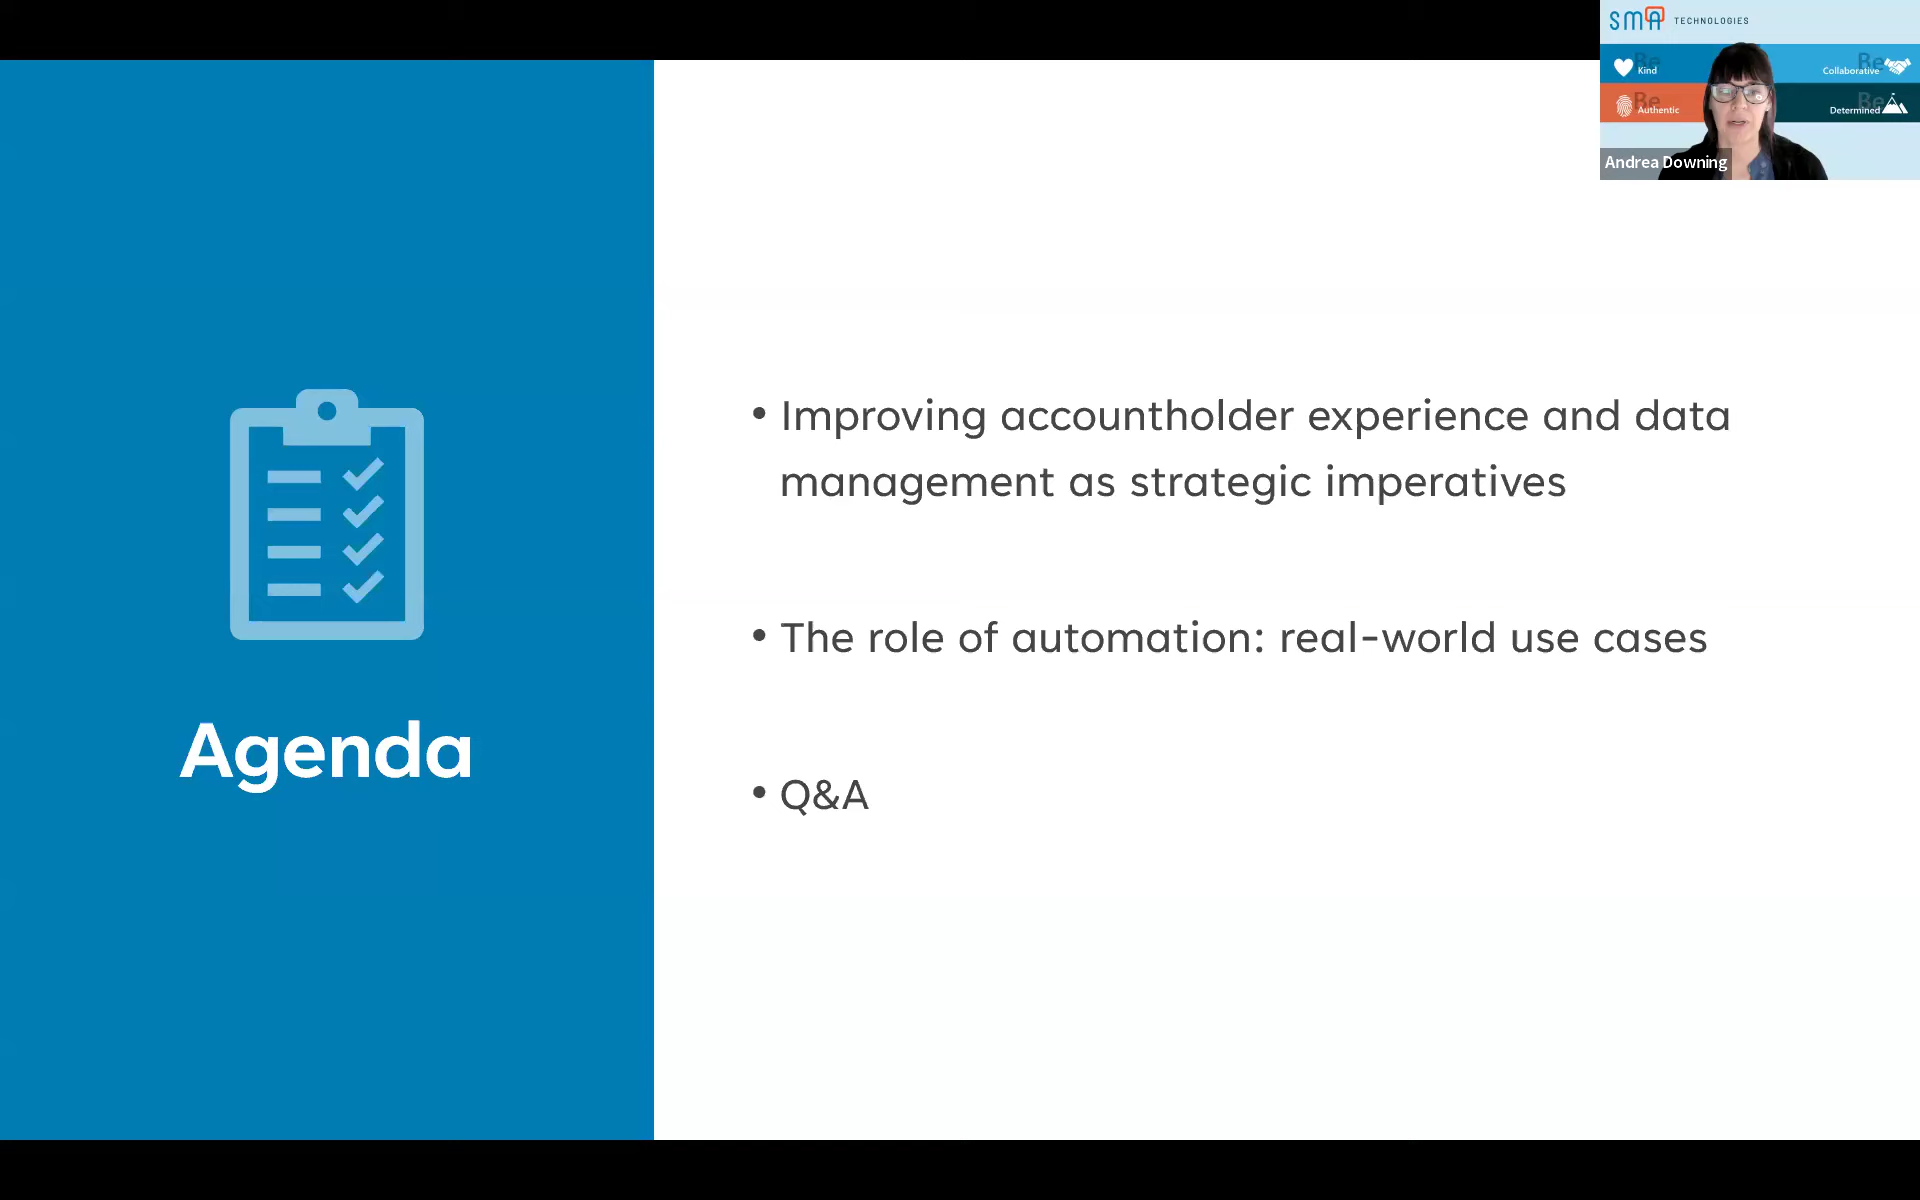 SMA TECHNOLOGIES
Be Kind
Be Collaborative
Be Authentic
Be Determined
Andrea Downing
• Improving accountholder experience and data
management as strategic imperatives
• The role of automation: real-world use cases
• Q&A
Agenda